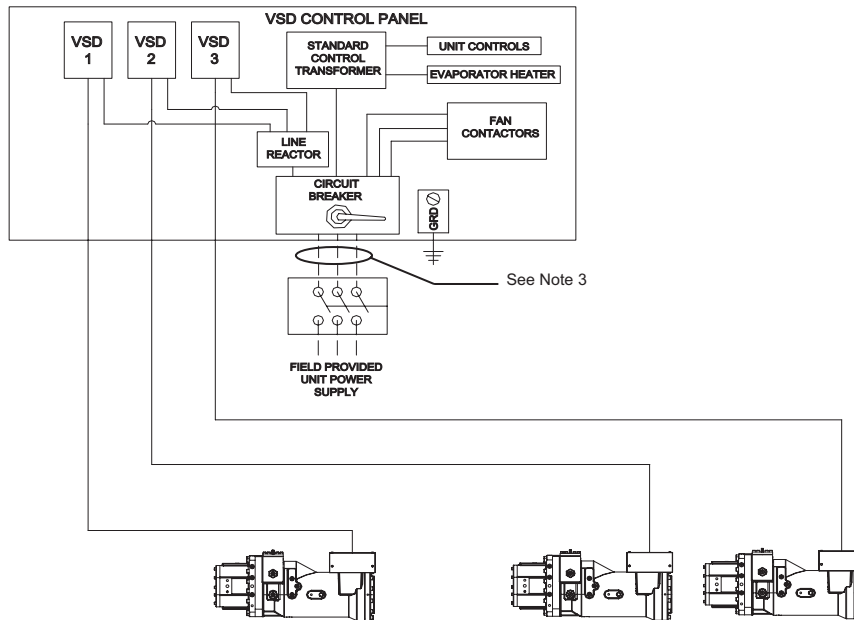 VSD CONTROL PANEL
VSD
1
VSD
2
VSD
3
STANDARD
CONTROL
TRANSFORMER
UNIT CONTROLS
EVAPORATOR HEATER
FAN
CONTACTORS
LINE
REACTOR
CIRCUIT
BREAKER
GRD
See Note 3
FIELD PROVIDED
UNIT POWER
SUPPLY